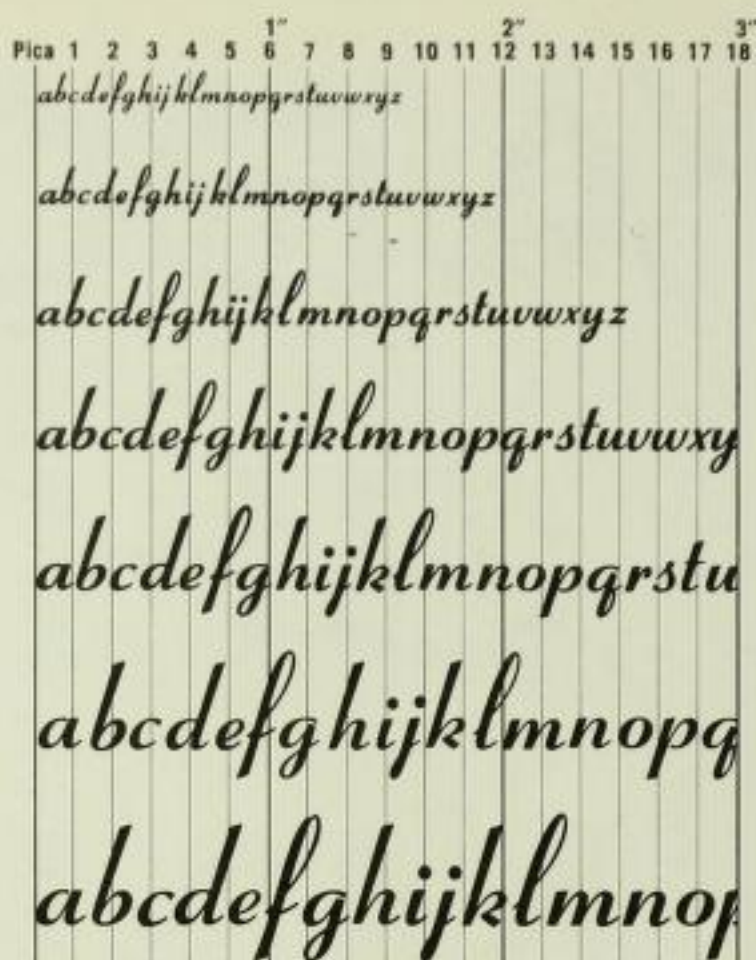 1" 2" 3"
Pica 1 2 3 4 5 6 7 8 9 10 11 12 13 14 15 16 17 18
abcdefghijklmnopqrstuvwxyz
abcdefghijklmnopqrstuvwxyz
abcdefghijklmnopqrstuvwxyz
abcdefghijklmnopqrstuvwxy
abcdefghijklmnopqrstu
abcdefghijklmnopq
abcdefghijklmnop